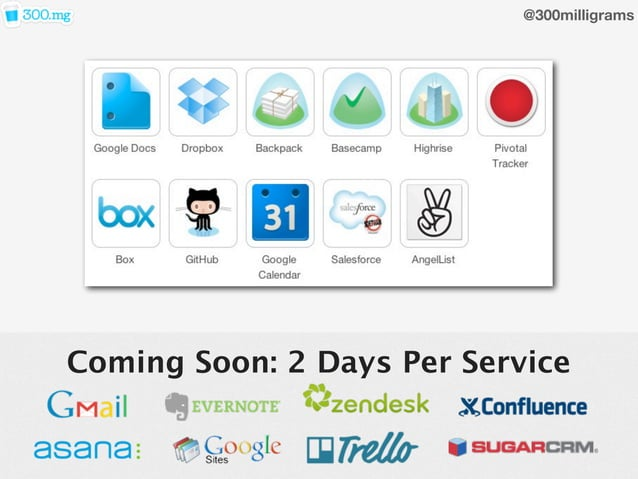 300.mg
@300milligrams
Google Docs
Dropbox
Backpack
Basecamp
Highrise
Pivotal
Tracker
box
31
salesforce
Box
GitHub
Google
Calendar
Salesforce
AngelList
Coming Soon: 2 Days Per Service
Gmail
EVERNOTE
zendesk
Confluence
asana:
Google
Sites
Trello
SUGARCRM.